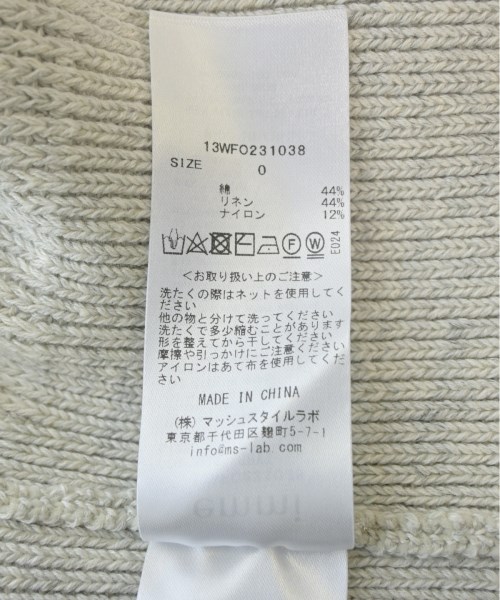 13WFO231038
SIZE 0
綿 44%
リネン 44%
ナイロン 12%
F W E024
＜お取り扱い上のご注意＞
洗たくの際はネットを使用してく
ださい
他の物と分けて洗ってください
洗たくで多少縮むことがあります
形を整えてから干してください
摩擦や引っかけにご注意ください
アイロンはあて布を使用してくだ
さい
MADE IN CHINA
(株) マッシュスタイルラボ
東京都千代田区麹町5-7-1
info@ms-lab.com